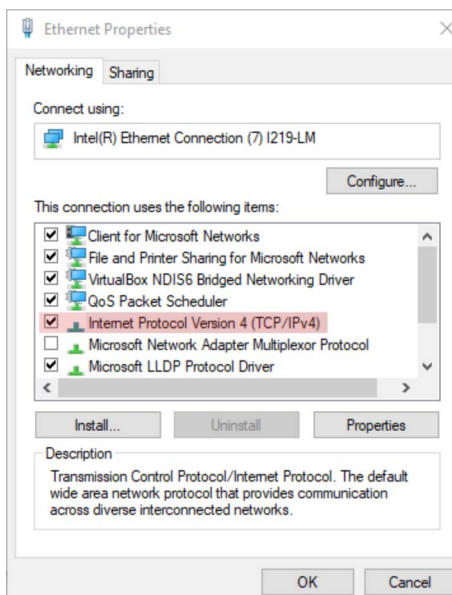 Ethernet Properties
Networking
Sharing
Connect using:
Intel(R) Ethernet Connection (7) I219-LM
Configure...
This connection uses the following items:
Client for Microsoft Networks
File and Printer Sharing for Microsoft Networks
VirtualBox NDIS6 Bridged Networking Driver
QoS Packet Scheduler
Internet Protocol Version 4 (TCP/IPv4)
Microsoft Network Adapter Multiplexor Protocol
Microsoft LLDP Protocol Driver
Install...
Uninstall
Properties
Description
Transmission Control Protocol/Internet Protocol. The default
wide area network protocol that provides communication
across diverse interconnected networks.
OK
Cancel